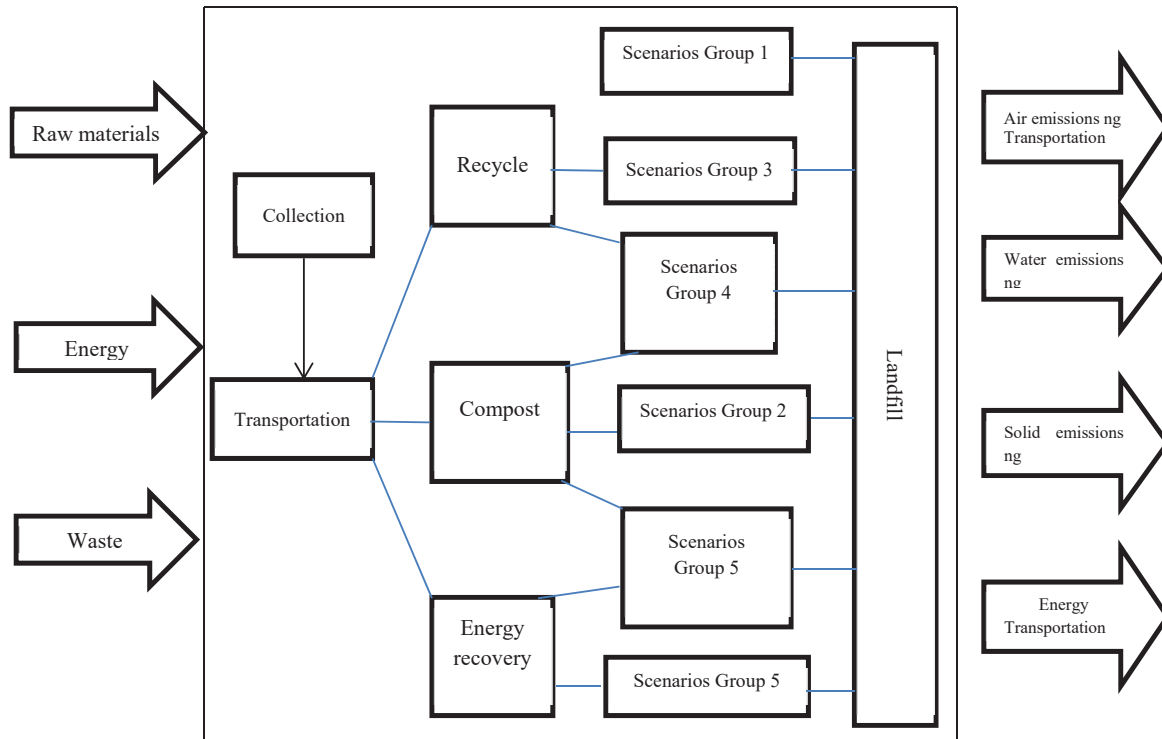 Raw materials
Energy
Waste
Collection
Transportation
Recycle
Compost
Energy
recovery
Scenarios Group 1
Scenarios Group 3
Scenarios
Group 4
Scenarios Group 2
Scenarios
Group 5
Scenarios Group 5
Landfill
Air emissions ng
Transportation
Water emissions
ng
Solid emissions
ng
Energy
Transportation